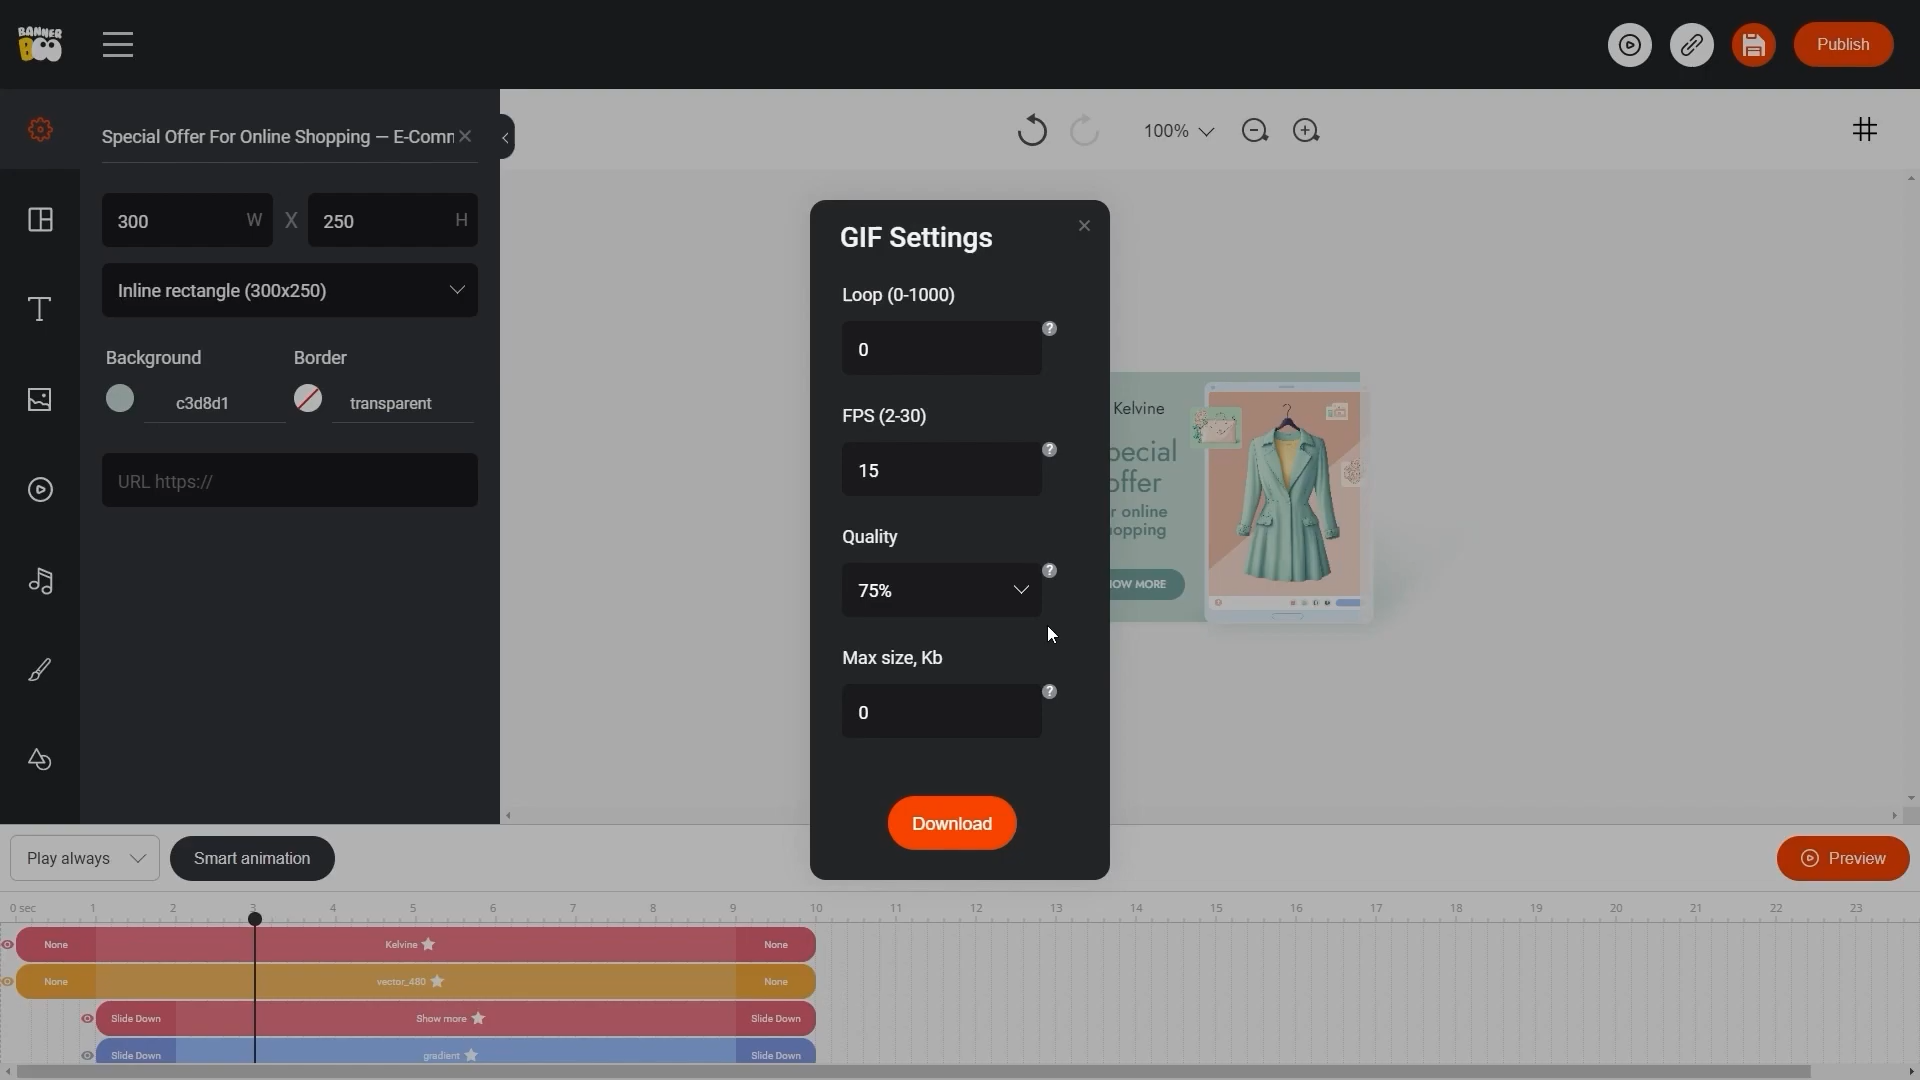 BANNER
BOO
Publish
Special Offer For Online Shopping — E-Comm
100%
300 W X 250 H
Inline rectangle (300x250)
Background Border
c3d8d1 transparent
URL https://
GIF Settings
Loop (0-1000)
0
?
FPS (2-30)
15
?
Quality
75%
?
Max size, Kb
0
?
Download
Kelvine
pecial
offer
r online
opping
OW MORE
Play always
Smart animation
Preview
0 sec 1 2 3 4 5 6 7 8 9 10 11 12 13 14 15 16 17 18 19 20 21 22 23
None Kelvine None
None vector_480 None
Slide Down Show more Slide Down
Slide Down gradient Slide Down